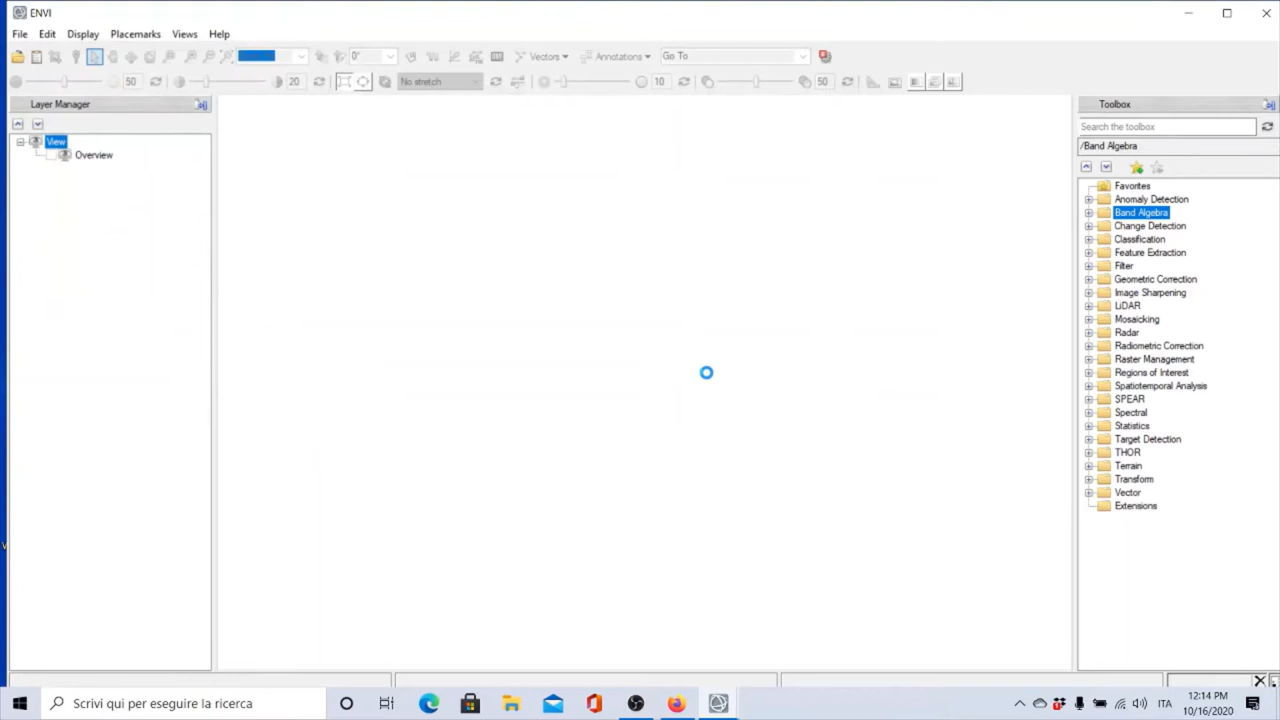 ENVI
File Edit Display Placemarks Views Help
0° Vectors Annotations Go To
50 20 No stretch 10 50
Layer Manager
View
Overview
Toolbox
Search the toolbox
/Band Algebra
Favorites
Anomaly Detection
Band Algebra
Change Detection
Classification
Feature Extraction
Filter
Geometric Correction
Image Sharpening
LiDAR
Mosaicking
Radar
Radiometric Correction
Raster Management
Regions of Interest
Spatiotemporal Analysis
SPEAR
Spectral
Statistics
Target Detection
THOR
Terrain
Transform
Vector
Extensions
Scrivi qui per eseguire la ricerca
ITA
12:14 PM
10/16/2020